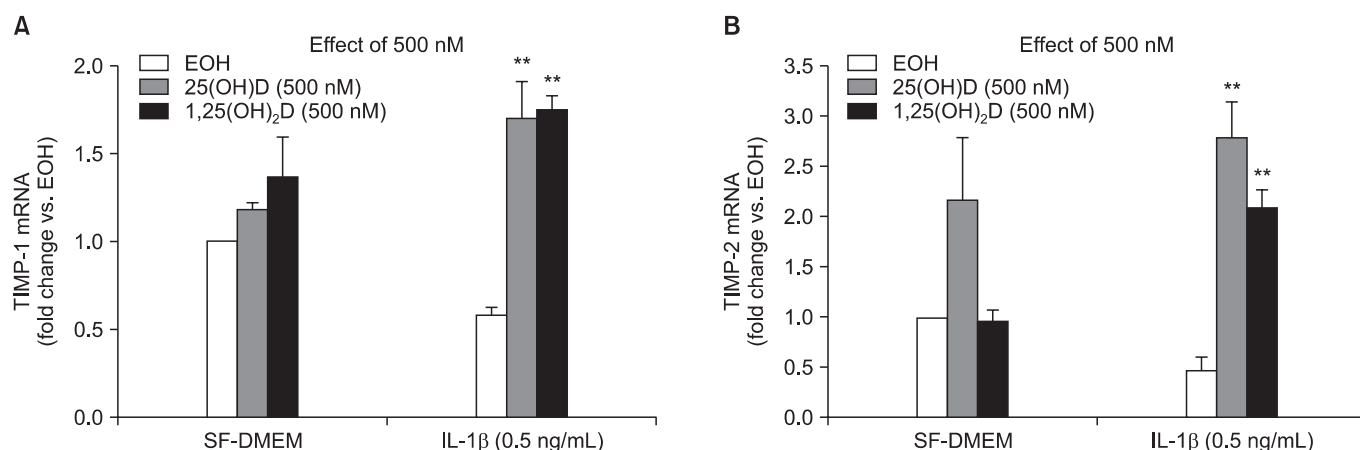 A
Effect of 500 nM
EOH
25(OH)D (500 nM)
1,25(OH)₂D (500 nM)
TIMP-1 mRNA
(fold change vs. EOH)
2.0
1.5
1.0
0.5
0.0
**
**
SF-DMEM
IL-1β (0.5 ng/mL)
B
Effect of 500 nM
EOH
25(OH)D (500 nM)
1,25(OH)₂D (500 nM)
TIMP-2 mRNA
(fold change vs. EOH)
3.5
3.0
2.5
2.0
1.5
1.0
0.5
0.0
**
**
SF-DMEM
IL-1β (0.5 ng/mL)